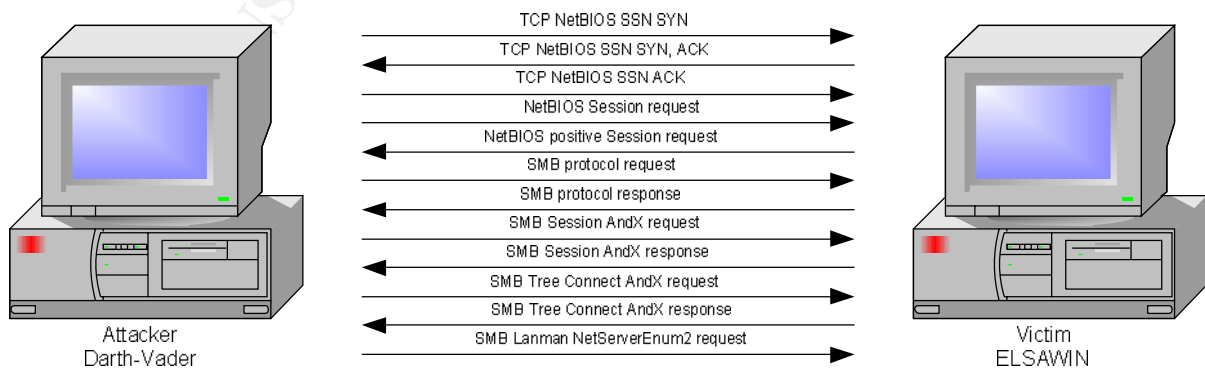 TCP NetBIOS SSN SYN
TCP NetBIOS SSN SYN, ACK
TCP NetBIOS SSN ACK
NetBIOS Session request
NetBIOS positive Session request
SMB protocol request
SMB protocol response
SMB Session AndX request
SMB Session AndX response
SMB Tree Connect AndX request
SMB Tree Connect AndX response
SMB Lanman NetServerEnum2 request
Attacker
Darth-Vader
Victim
ELSAWIN